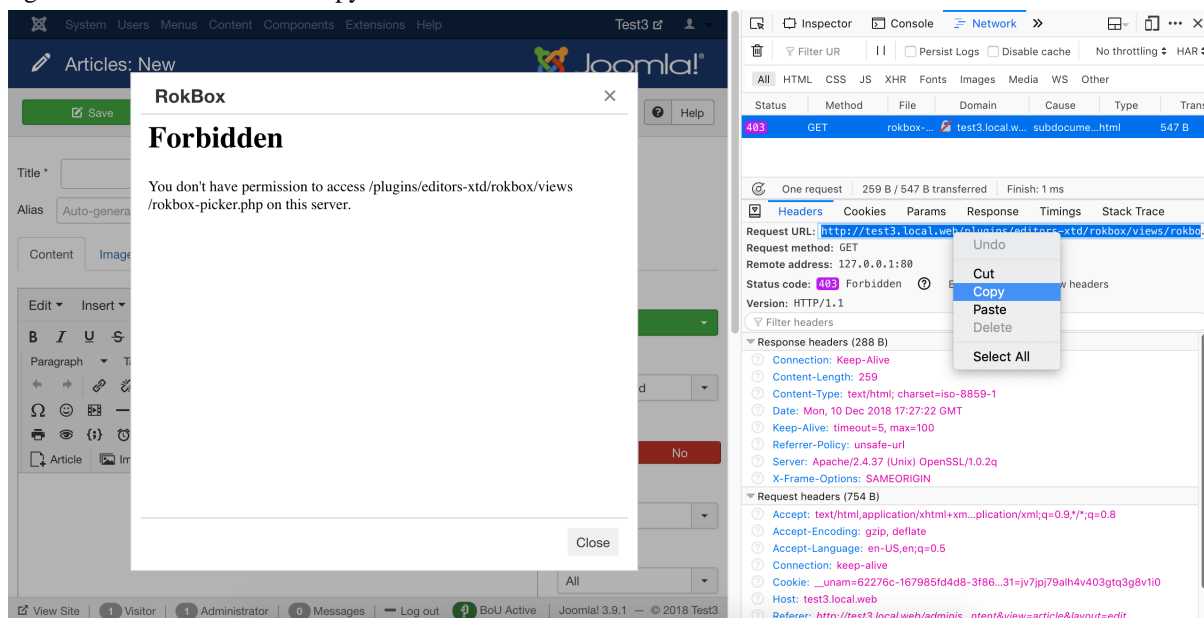 System Users Menus Content Components Extensions Help Test3
Articles: New
Joomla!®
Save
Help
Title *
Alias
Auto-genera
Content
Image
Edit Insert
B I U S
Paragraph
Article
RokBox
×
Forbidden
You don't have permission to access /plugins/editors-xtd/rokbox/views
/rokbox-picker.php on this server.
No
Close
All
View Site 1 Visitor 1 Administrator 0 Messages Log out BoU Active Joomla! 3.9.1 — © 2018 Test3
Inspector Console Network »
Filter UR Persist Logs Disable cache No throttling HAR
All HTML CSS JS XHR Fonts Images Media WS Other
Status Method File Domain Cause Type Trans
403 GET rokbox-... test3.local.w... subdocume...html 547 B
One request 259 B / 547 B transferred Finish: 1 ms
Headers Cookies Params Response Timings Stack Trace
Request URL: http://test3.local.web/plugins/editors-xtd/rokbox/views/rokbo
Request method: GET
Remote address: 127.0.0.1:80
Status code: 403 Forbidden
w headers
Version: HTTP/1.1
Filter headers
Undo
Cut
Copy
Paste
Delete
Select All
Response headers (288 B)
Connection: Keep-Alive
Content-Length: 259
Content-Type: text/html; charset=iso-8859-1
Date: Mon, 10 Dec 2018 17:27:22 GMT
Keep-Alive: timeout=5, max=100
Referrer-Policy: unsafe-url
Server: Apache/2.4.37 (Unix) OpenSSL/1.0.2q
X-Frame-Options: SAMEORIGIN
Request headers (754 B)
Accept: text/html,application/xhtml+xm...plication/xml;q=0.9,*/*;q=0.8
Accept-Encoding: gzip, deflate
Accept-Language: en-US,en;q=0.5
Connection: keep-alive
Cookie: __unam=62276c-167985fd4d8-3f86...31=jv7jpj79alh4v403gtq3g8v1i0
Host: test3.local.web
Referer: http://test3.local.web/adminis...ntent&view=article&layout=edit